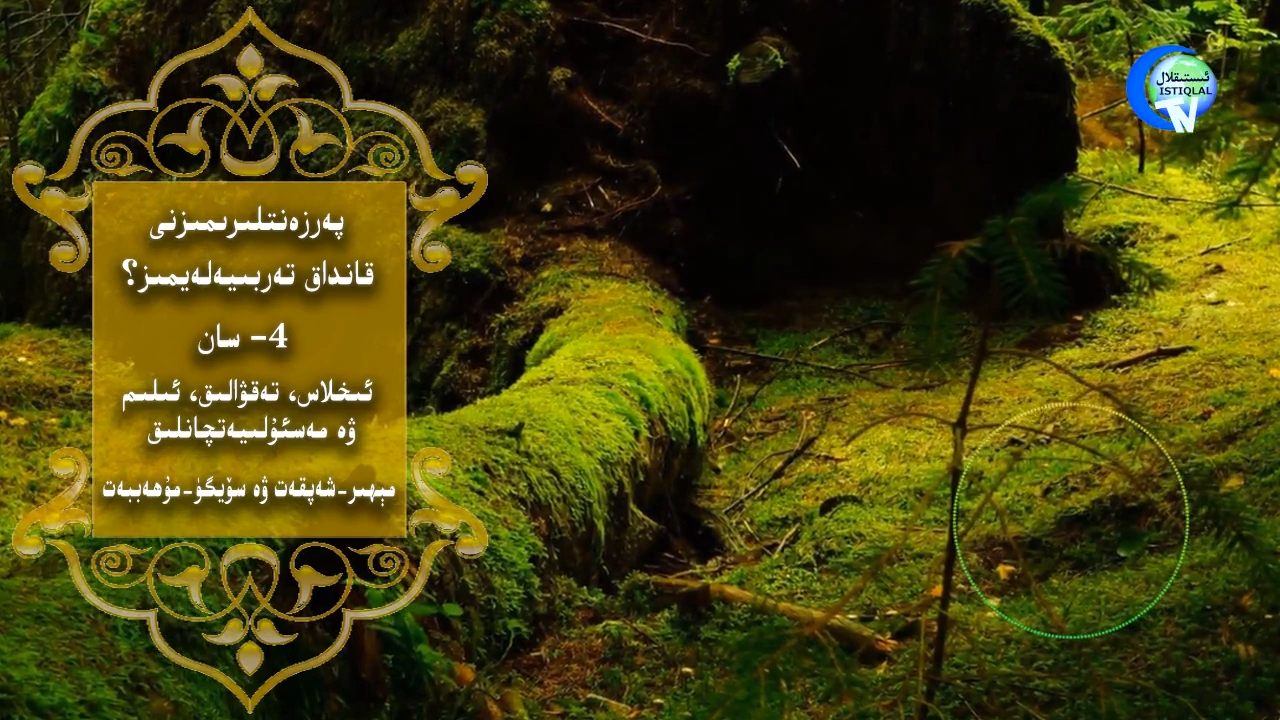 پەرزەنتلىرىمىزنى
قانداق تەربىيەلەيمىز؟
4- سان
ئىخلاس، تەقۋالىق، ئىلىم
ۋە مەسئۇلىيەتچانلىق
مېھىر-شەپقەت ۋە سۆيگۈ-مۇھەببەت
ئىستىقلال
ISTIQLAL
TV